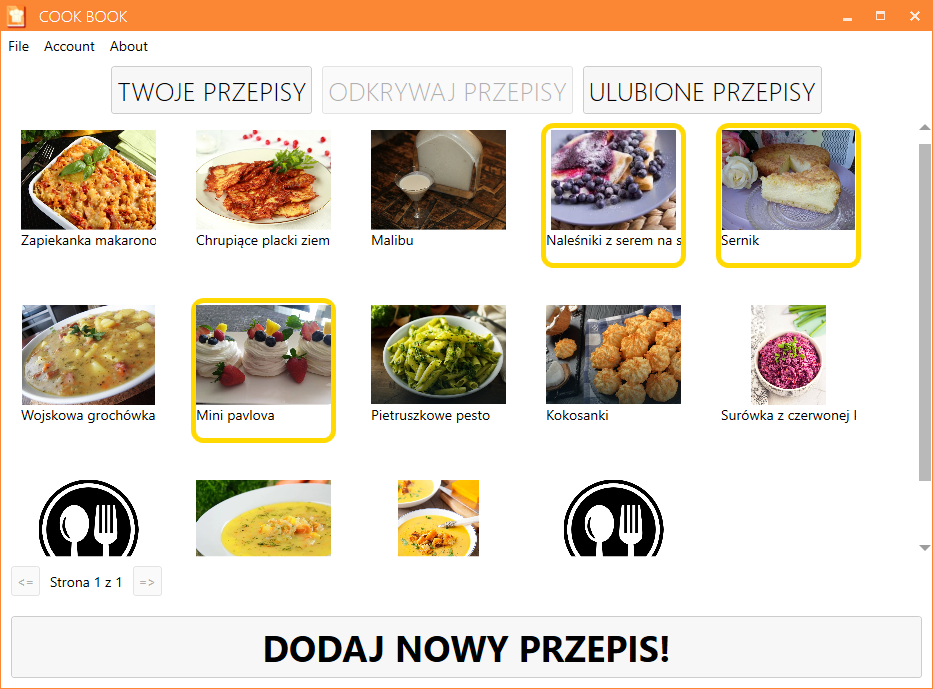 COOK BOOK
File Account About
TWOJE PRZEPISY ODKRYWAJ PRZEPISY ULUBIONE PRZEPISY
Zapiekanka makarono Chrupiące placki ziem Malibu Naleśniki z serem na s Sernik
Wojskowa grochówka Mini pavlova Pietruszkowe pesto Kokosanki Surówka z czerwonej
<= Strona 1 z 1 =>
DODAJ NOWY PRZEPIS!